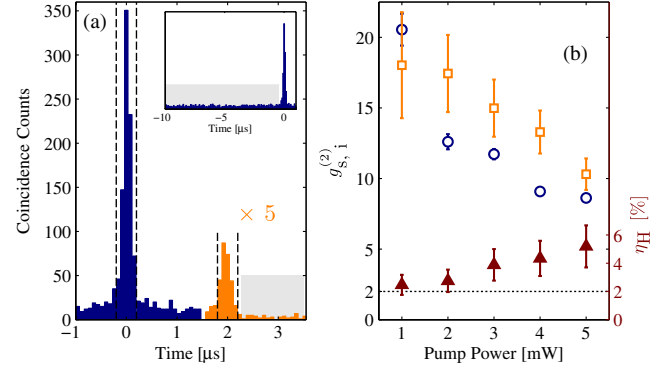 (a)
Coincidence Counts
350
300
250
200
150
100
50
0
−1 0 1 2 3
Time [μs]
× 5
−10 −5 0
Time [μs]
(b)
g(2)s, i
20
15
10
5
0
1 2 3 4 5
Pump Power [mW]
ηH [%]
6
4
2
0